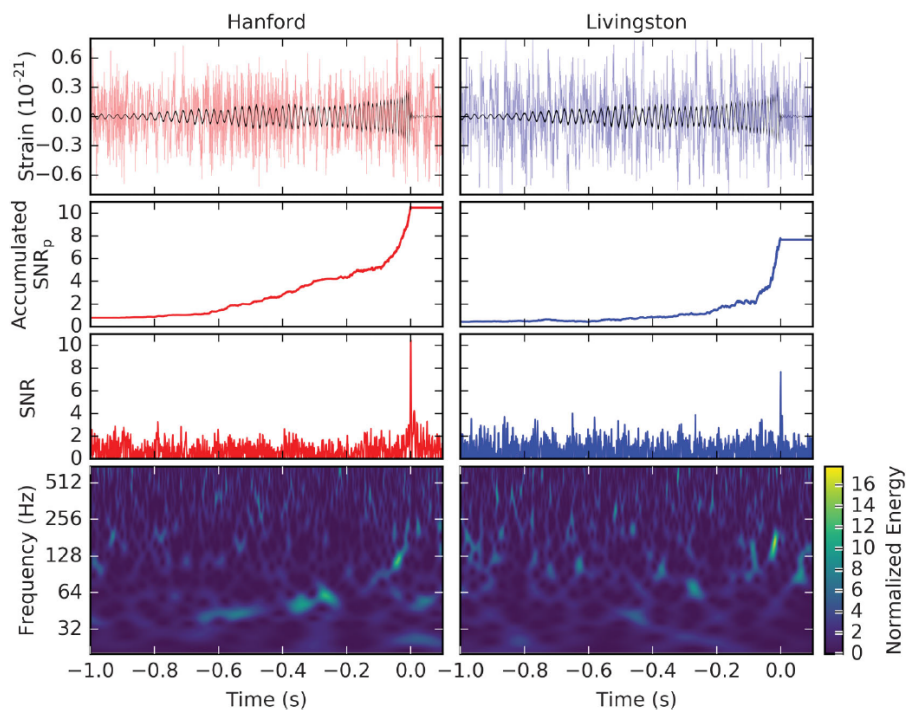 Hanford
Livingston
Strain (10⁻²¹)
0.6
0.3
0.0
−0.3
−0.6
Accumulated
SNRₚ
10
8
6
4
2
0
SNR
10
8
6
4
2
0
Frequency (Hz)
512
256
128
64
32
−1.0 −0.8 −0.6 −0.4 −0.2 0.0
−1.0 −0.8 −0.6 −0.4 −0.2 0.0
Time (s)
Time (s)
16
14
12
10
8
6
4
2
0
Normalized Energy